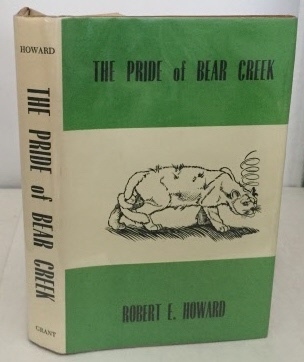 HOWARD
THE PRIDE of BEAR CREEK
GRANT
THE PRIDE of BEAR CREEK
ROBERT E. HOWARD